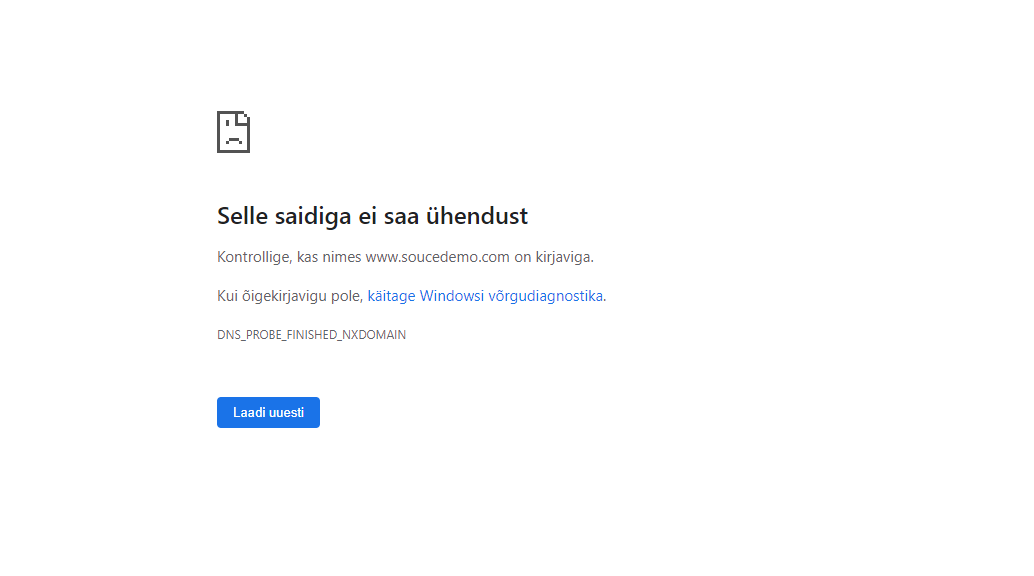 Selle saidiga ei saa ühendust
Kontrollige, kas nimes www.soucedemo.com on kirjaviga.
Kui õigekirjavigu pole, käitage Windowsi võrgudiagnostika.
DNS_PROBE_FINISHED_NXDOMAIN
Laadi uuesti